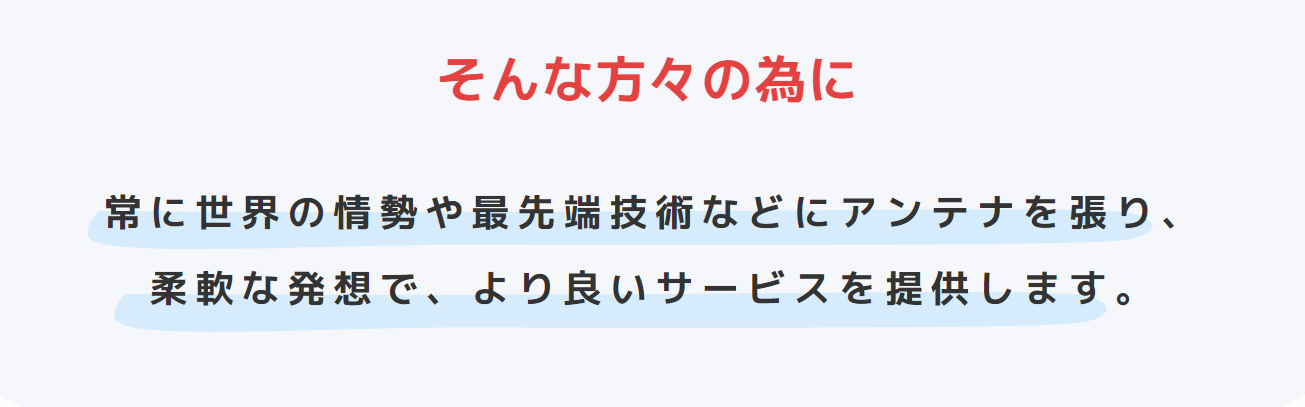 そんな方々の為に
常に世界の情勢や最先端技術などにアンテナを張り、
柔軟な発想で、より良いサービスを提供します。